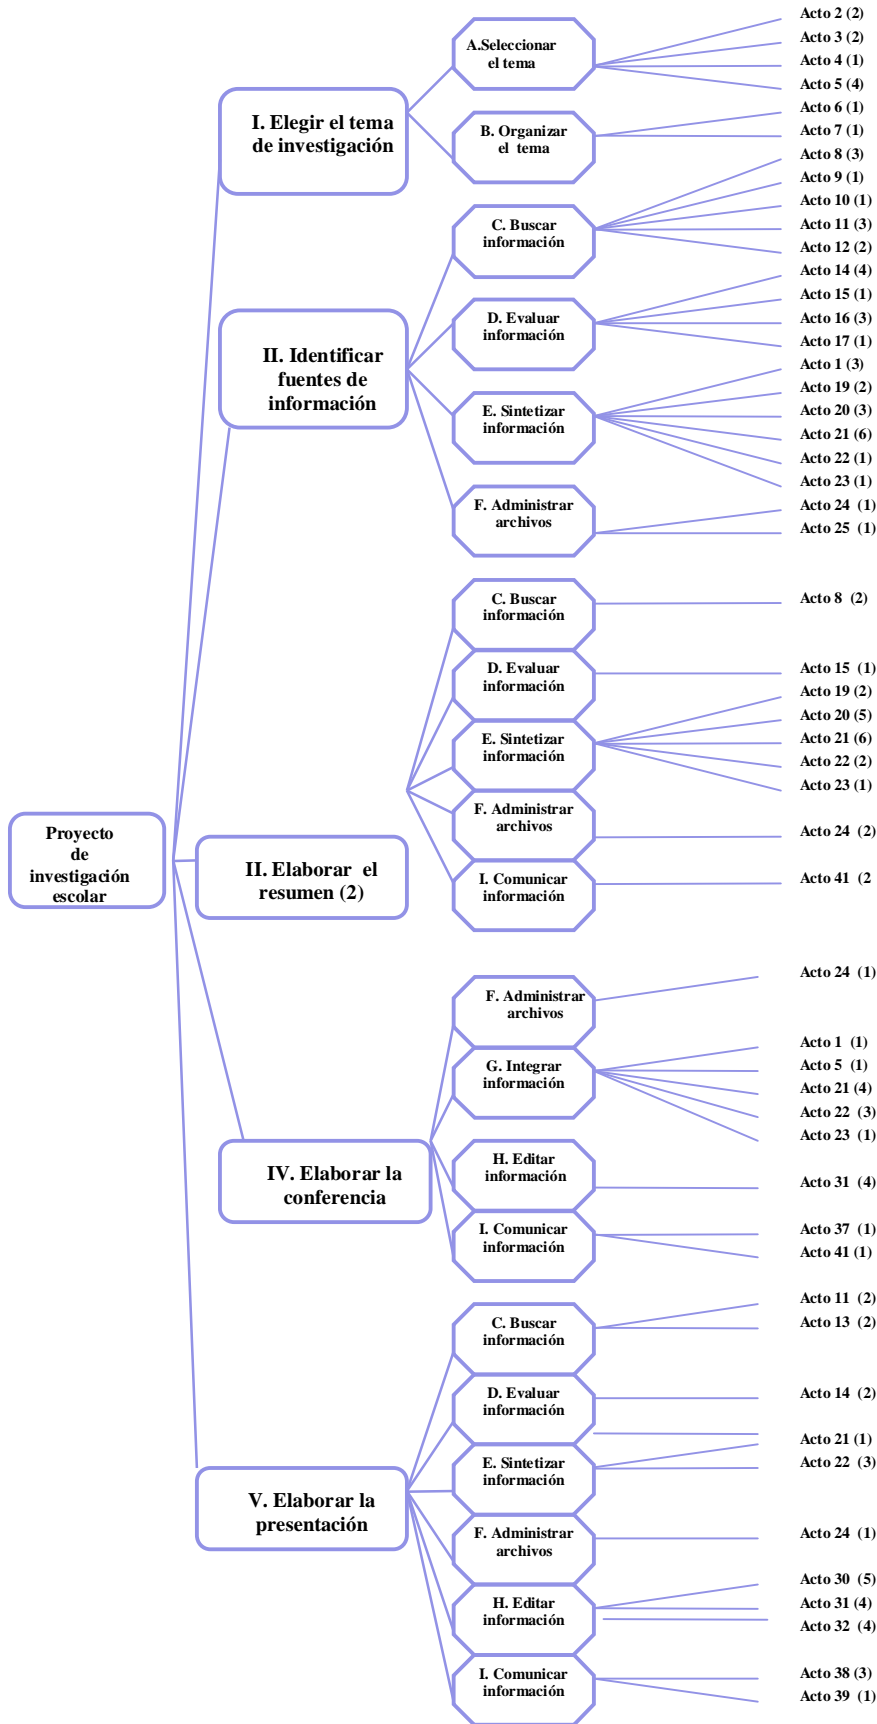 Proyecto
de
investigación
escolar
I. Elegir el tema
de investigación
A.Seleccionar
el tema
Acto 2 (2)
Acto 3 (2)
Acto 4 (1)
Acto 5 (4)
B. Organizar
el tema
Acto 6 (1)
Acto 7 (1)
II. Identificar
fuentes de
información
C. Buscar
información
Acto 8 (3)
Acto 9 (1)
Acto 10 (1)
Acto 11 (3)
Acto 12 (2)
D. Evaluar
información
Acto 14 (4)
Acto 15 (1)
Acto 16 (3)
Acto 17 (1)
E. Sintetizar
información
Acto 1 (3)
Acto 19 (2)
Acto 20 (3)
Acto 21 (6)
Acto 22 (1)
Acto 23 (1)
F. Administrar
archivos
Acto 24 (1)
Acto 25 (1)
II. Elaborar el
resumen (2)
C. Buscar
información
Acto 8 (2)
D. Evaluar
información
Acto 15 (1)
E. Sintetizar
información
Acto 19 (2)
Acto 20 (5)
Acto 21 (6)
Acto 22 (2)
Acto 23 (1)
F. Administrar
archivos
Acto 24 (2)
I. Comunicar
información
Acto 41 (2
IV. Elaborar la
conferencia
F. Administrar
archivos
Acto 24 (1)
G. Integrar
información
Acto 1 (1)
Acto 5 (1)
Acto 21 (4)
Acto 22 (3)
Acto 23 (1)
H. Editar
información
Acto 31 (4)
I. Comunicar
información
Acto 37 (1)
Acto 41 (1)
V. Elaborar la
presentación
C. Buscar
información
Acto 11 (2)
Acto 13 (2)
D. Evaluar
información
Acto 14 (2)
E. Sintetizar
información
Acto 21 (1)
Acto 22 (3)
F. Administrar
archivos
Acto 24 (1)
H. Editar
información
Acto 30 (5)
Acto 31 (4)
Acto 32 (4)
I. Comunicar
información
Acto 38 (3)
Acto 39 (1)